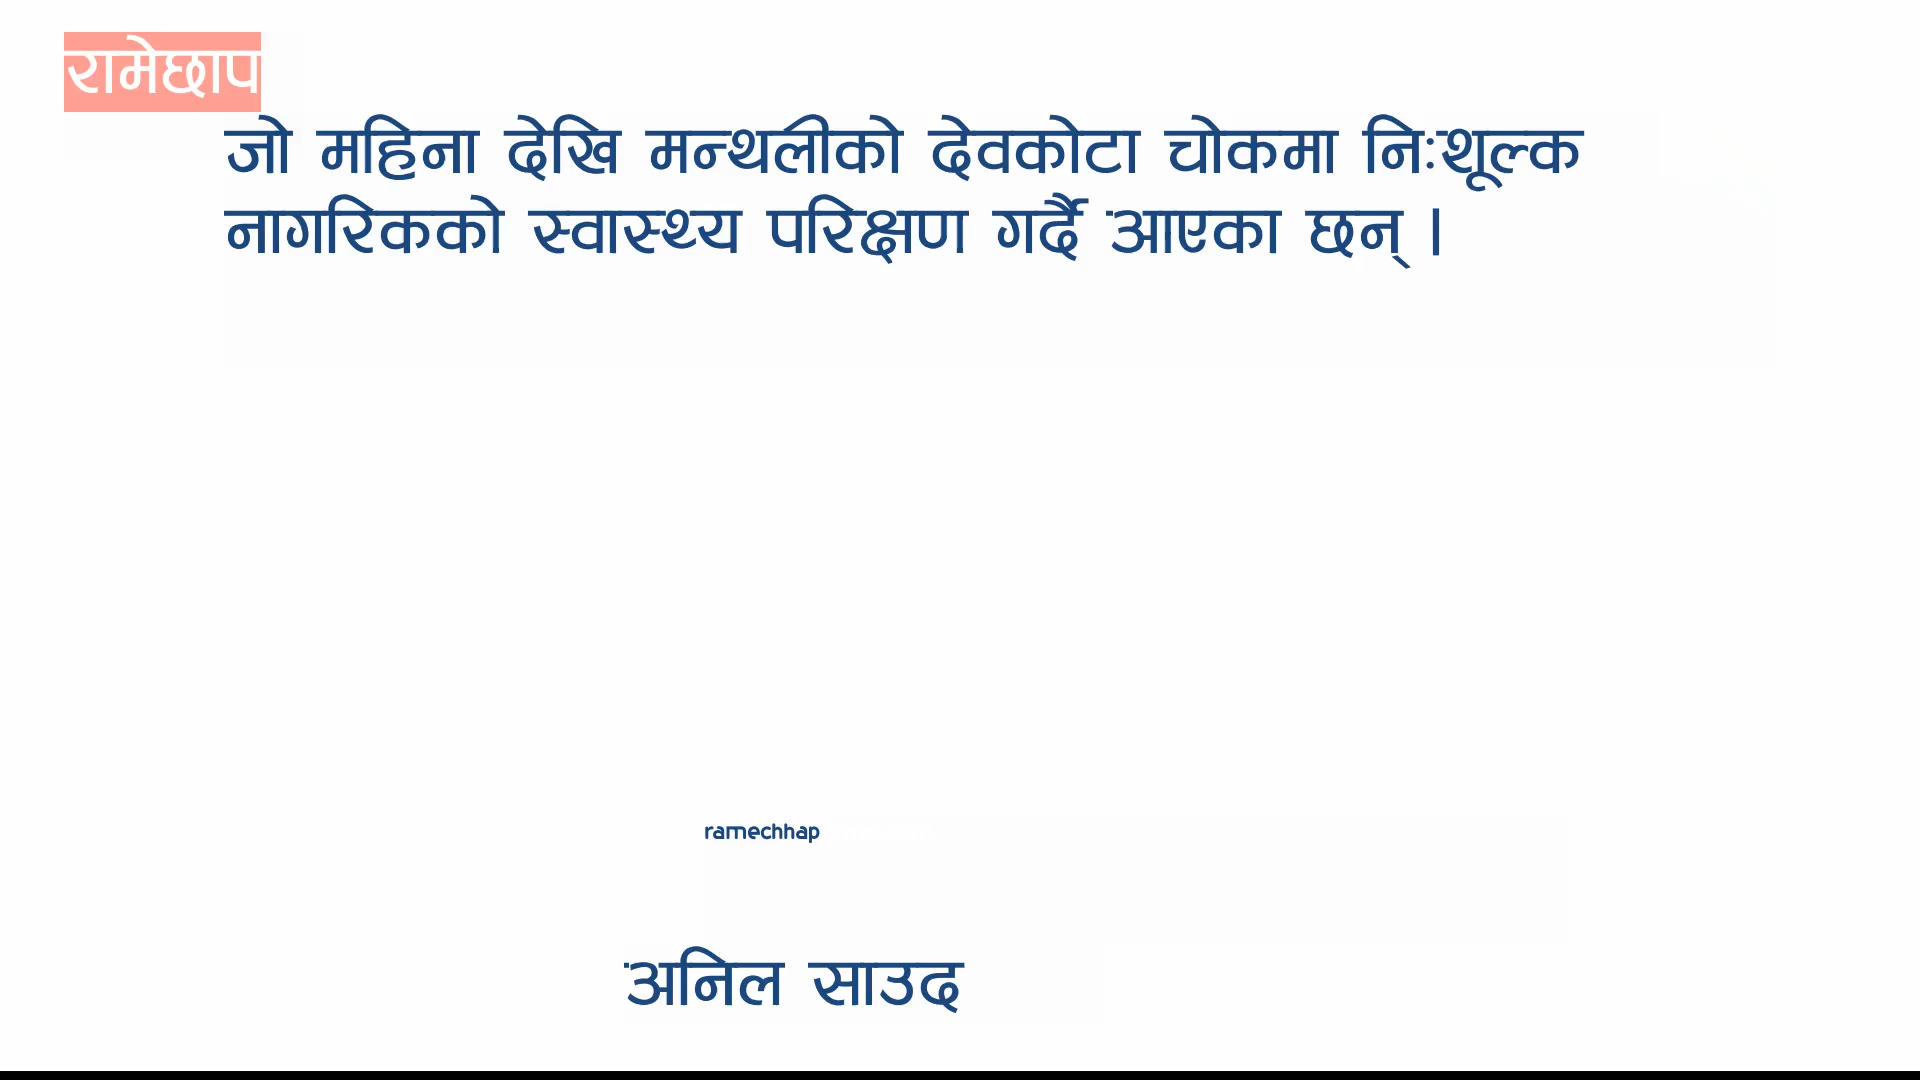 रामेछाप
जो महिना देखि मन्थलीको देवकोटा चोकमा निःशूल्क
नागरिकको स्वास्थ्य परिक्षण गर्दै आएका छन् ।
ramechhap
अनिल साउद